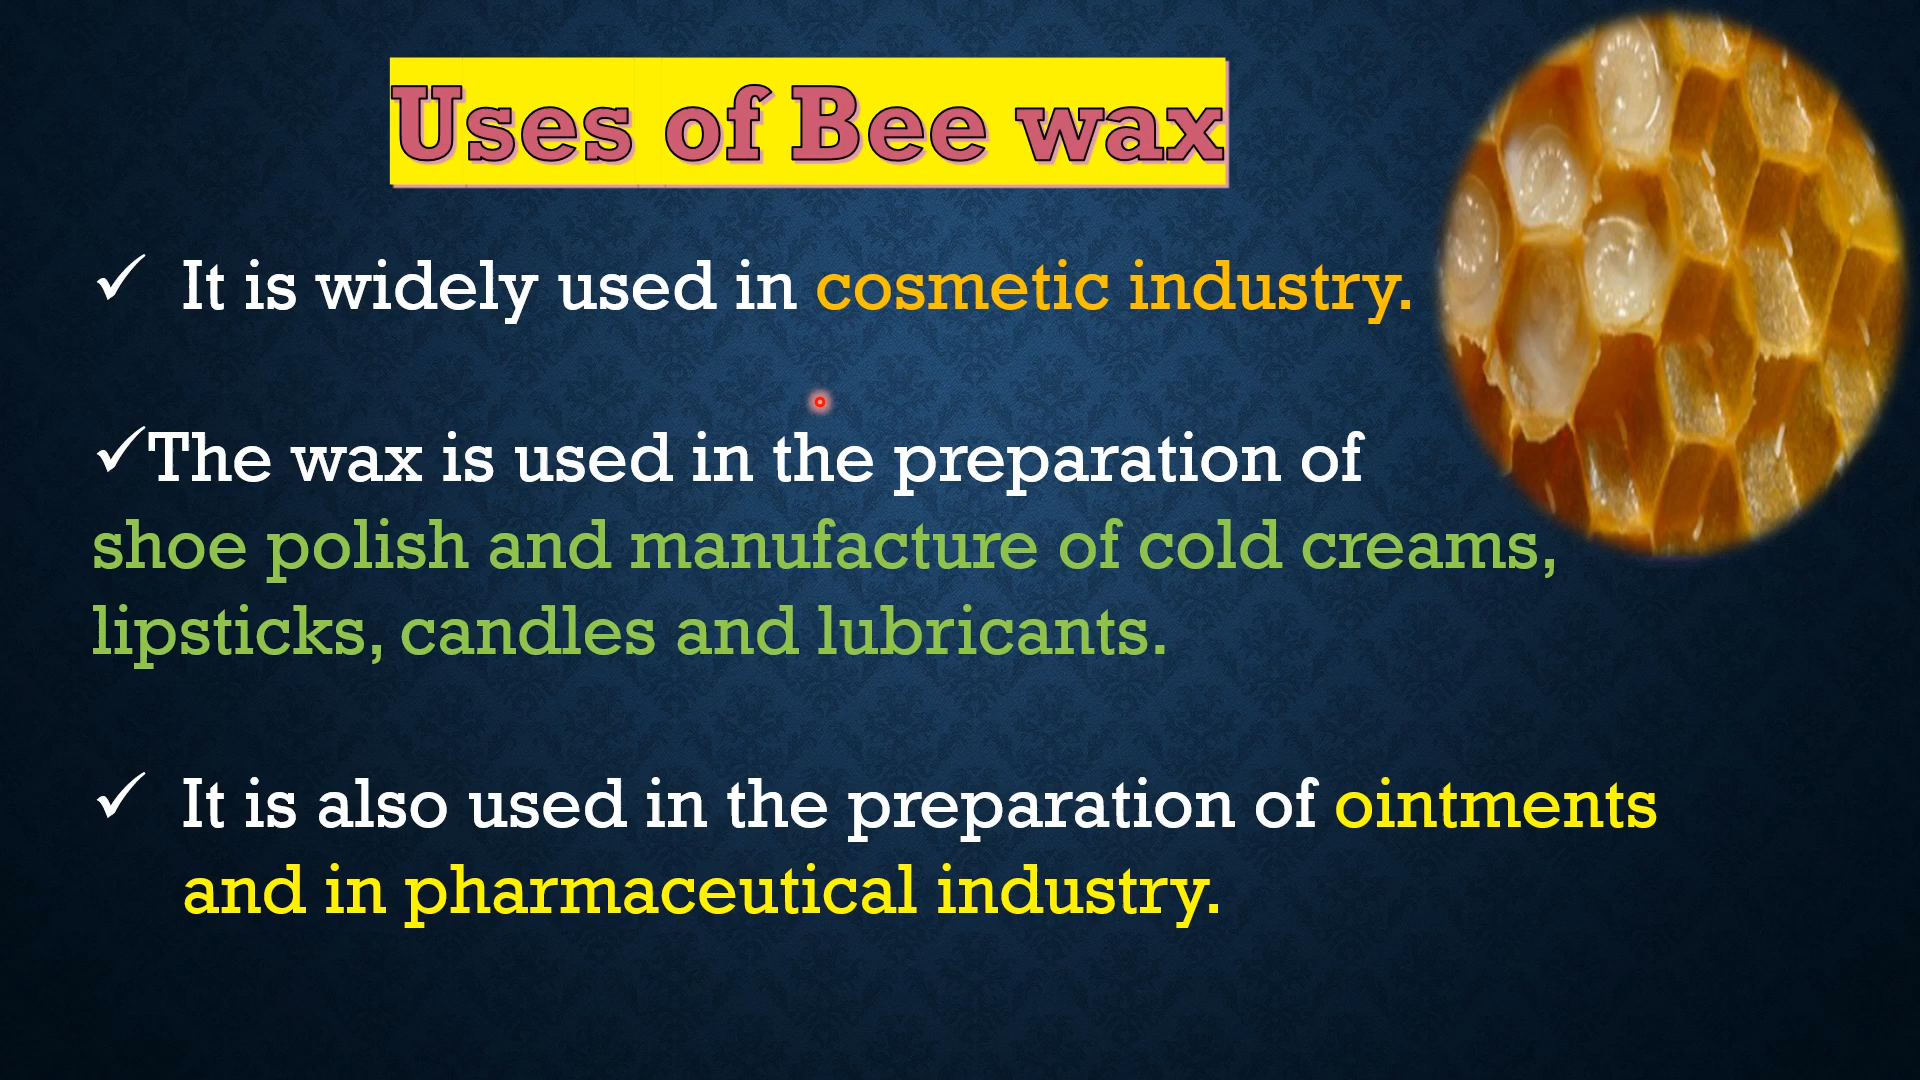 Uses of Bee wax
✓ It is widely used in cosmetic industry.
✓The wax is used in the preparation of
shoe polish and manufacture of cold creams,
lipsticks, candles and lubricants.
✓ It is also used in the preparation of ointments
and in pharmaceutical industry.